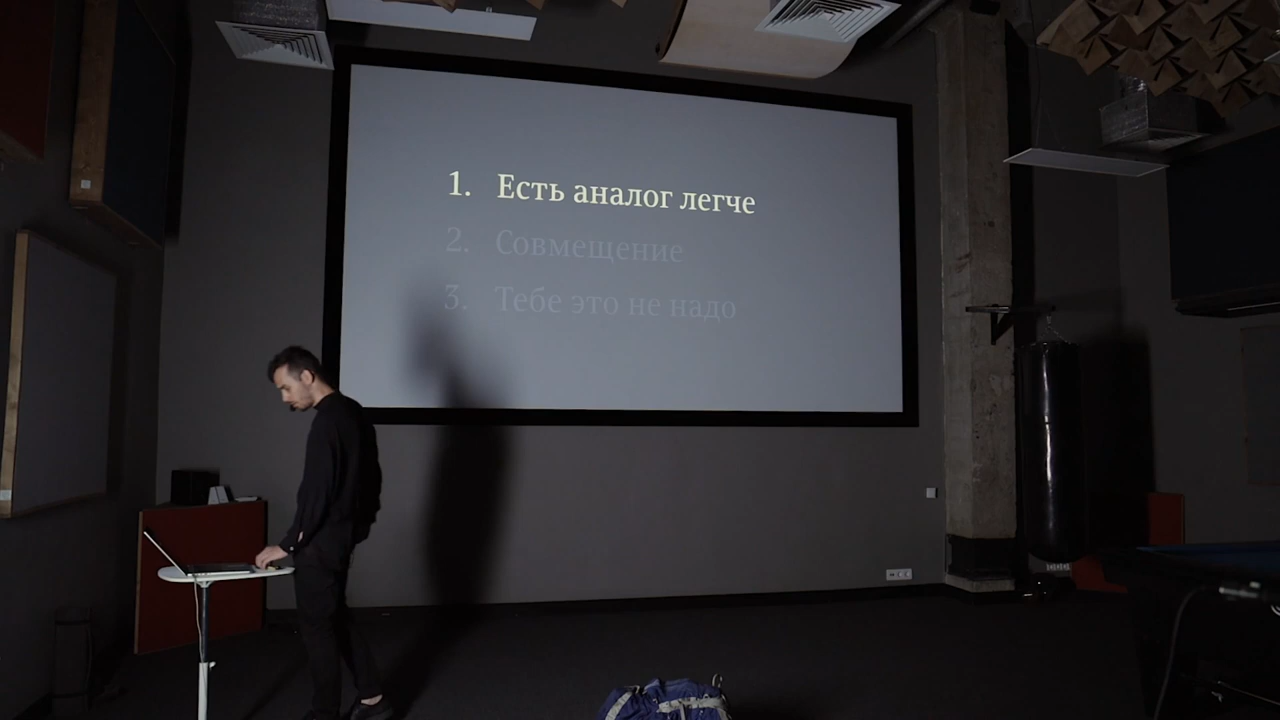 1. Есть аналог легче
2. Совмещение
3. Тебе это не надо